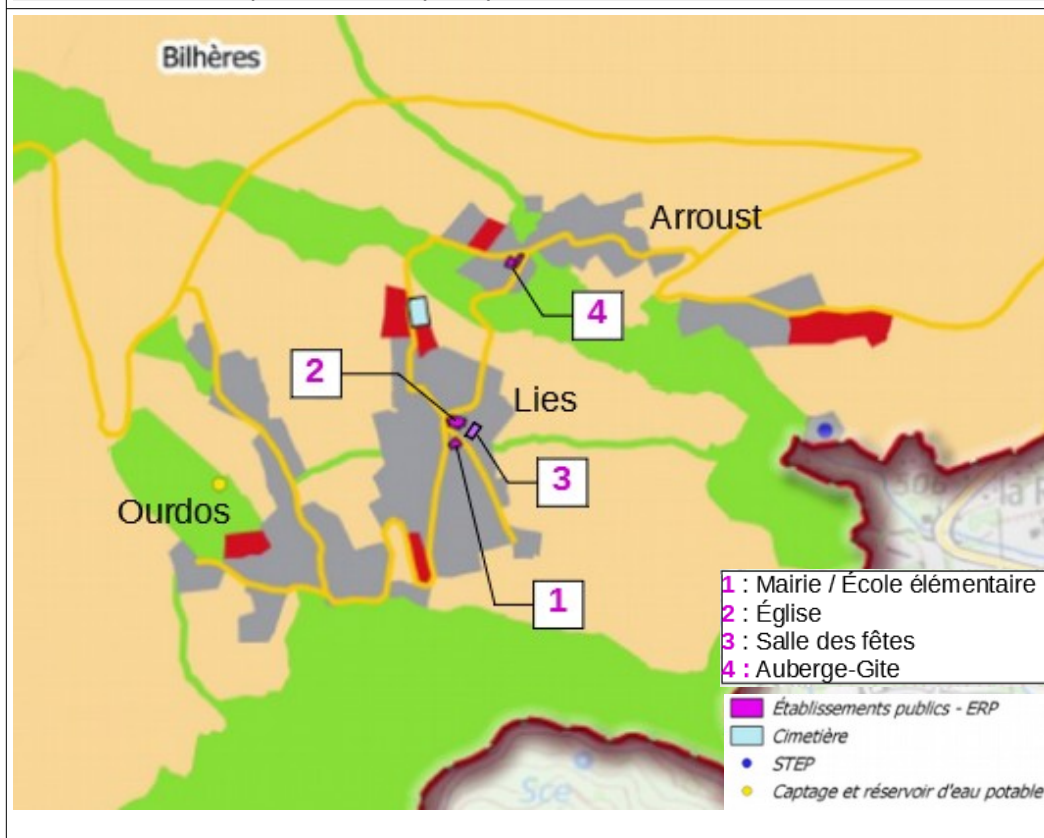 Bilhères
Arroust
4
2
Lies
3
Ourdos
1
1 : Mairie / École élémentaire
2 : Église
3 : Salle des fêtes
4 : Auberge-Gite
Établissements publics - ERP
Cimetière
STEP
Captage et réservoir d'eau potable
Sce